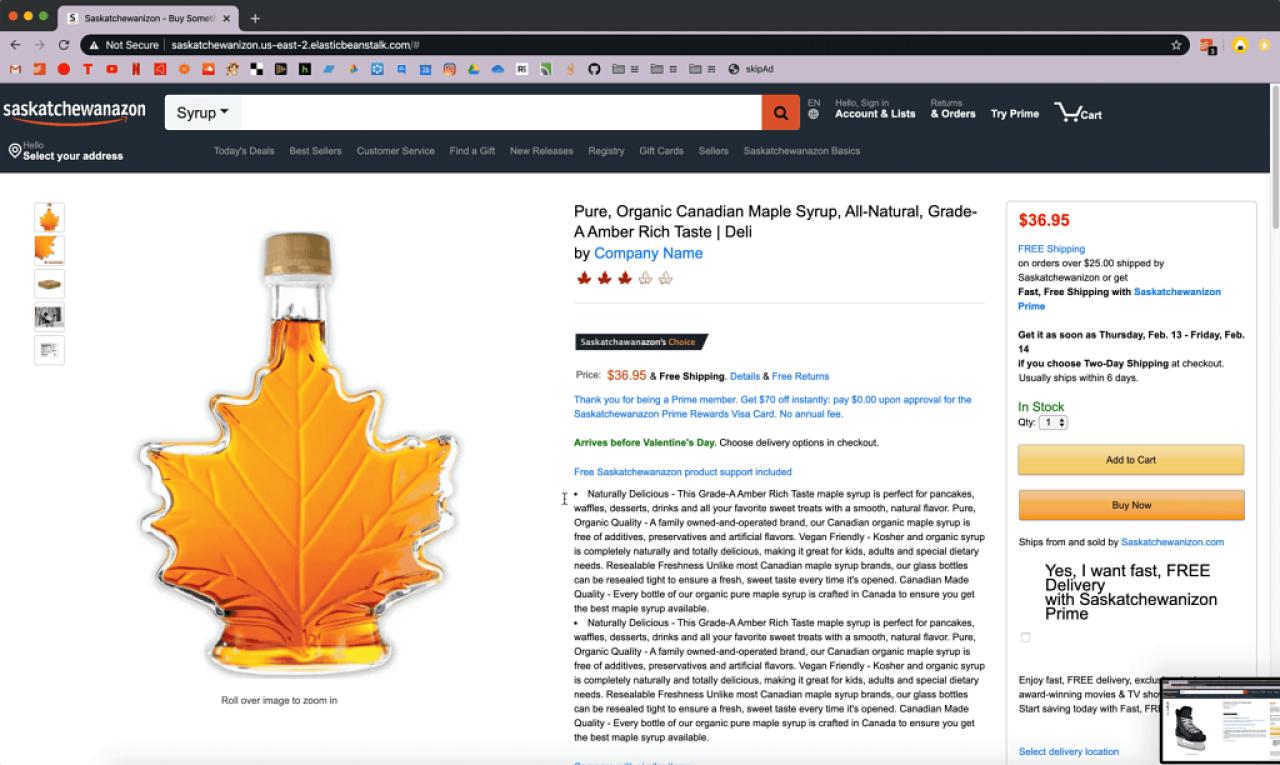 Saskatchewanizon - Buy Someth
Not Secure
saskatchewanizon.us-east-2.elasticbeanstalk.com/#
skipAd
saskatchewanazon
Syrup
EN
Hello, Sign in
Account & Lists
Returns
& Orders
Try Prime
Cart
Hello
Select your address
Today's Deals
Best Sellers
Customer Service
Find a Gift
New Releases
Registry
Gift Cards
Sellers
Saskatchewanazon Basics
Roll over image to zoom in
Pure, Organic Canadian Maple Syrup, All-Natural, Grade-
A Amber Rich Taste | Deli
by Company Name
Saskatchawanazon's Choice
Price: $36.95 & Free Shipping. Details & Free Returns
Thank you for being a Prime member. Get $70 off instantly: pay $0.00 upon approval for the
Saskatchewanazon Prime Rewards Visa Card. No annual fee.
Arrives before Valentine's Day. Choose delivery options in checkout.
Free Saskatchewanazon product support included
• Naturally Delicious - This Grade-A Amber Rich Taste maple syrup is perfect for pancakes,
waffles, desserts, drinks and all your favorite sweet treats with a smooth, natural flavor. Pure,
Organic Quality - A family owned-and-operated brand, our Canadian organic maple syrup is
free of additives, preservatives and artificial flavors. Vegan Friendly - Kosher and organic syrup
is completely naturally and totally delicious, making it great for kids, adults and special dietary
needs. Resealable Freshness Unlike most Canadian maple syrup brands, our glass bottles
can be resealed tight to ensure a fresh, sweet taste every time it's opened. Canadian Made
Quality - Every bottle of our organic pure maple syrup is crafted in Canada to ensure you get
the best maple syrup available.
• Naturally Delicious - This Grade-A Amber Rich Taste maple syrup is perfect for pancakes,
waffles, desserts, drinks and all your favorite sweet treats with a smooth, natural flavor. Pure,
Organic Quality - A family owned-and-operated brand, our Canadian organic maple syrup is
free of additives, preservatives and artificial flavors. Vegan Friendly - Kosher and organic syrup
is completely naturally and totally delicious, making it great for kids, adults and special dietary
needs. Resealable Freshness Unlike most Canadian maple syrup brands, our glass bottles
can be resealed tight to ensure a fresh, sweet taste every time it's opened. Canadian Made
Quality - Every bottle of our organic pure maple syrup is crafted in Canada to ensure you get
the best maple syrup available.
$36.95
FREE Shipping
on orders over $25.00 shipped by
Saskatchewanizon or get
Fast, Free Shipping with Saskatchewanizon
Prime
Get it as soon as Thursday, Feb. 13 - Friday, Feb.
14
if you choose Two-Day Shipping at checkout.
Usually ships within 6 days.
In Stock
Qty: 1
Add to Cart
Buy Now
Ships from and sold by Saskatchewanizon.com
Yes, I want fast, FREE
Delivery
with Saskatchewanizon
Prime
Enjoy fast, FREE delivery,
award-winning movies & TV
Start saving today with Fast,
Select delivery location